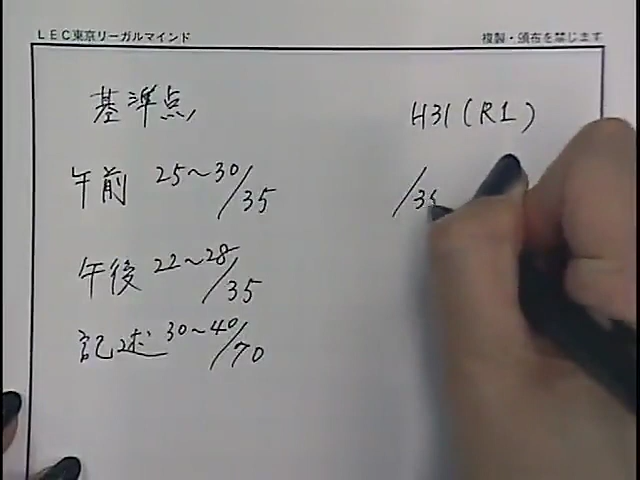 LEC東京リーガルマインド
複製・頒布を禁じます
基準点
H31(R1)
午前 25~30/35
/35
午後 22~28/35
記述 30~40/70